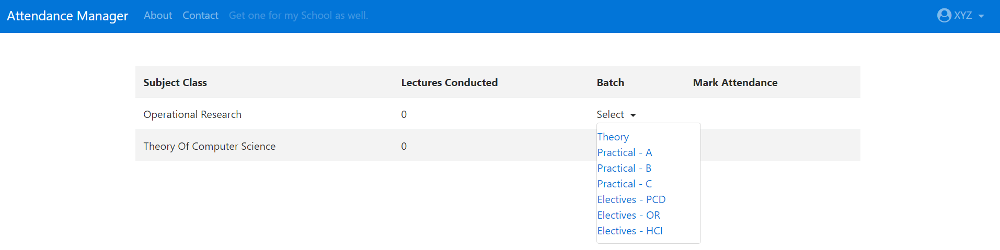 Attendance Manager About Contact Get one for my School as well. XYZ
Subject Class Lectures Conducted Batch Mark Attendance
Operational Research 0 Select
Theory Of Computer Science 0
Theory
Practical - A
Practical - B
Practical - C
Electives - PCD
Electives - OR
Electives - HCI